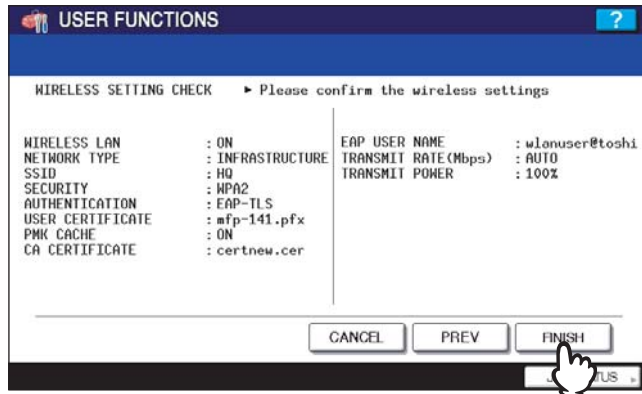 USER FUNCTIONS
?
WIRELESS SETTING CHECK ► Please confirm the wireless settings
WIRELESS LAN : ON
NETWORK TYPE : INFRASTRUCTURE
SSID : HQ
SECURITY : WPA2
AUTHENTICATION : EAP-TLS
USER CERTIFICATE : mfp-141.pfx
PMK CACHE : ON
CA CERTIFICATE : certnew.cer
EAP USER NAME : wlanuser@toshi
TRANSMIT RATE(Mbps) : AUTO
TRANSMIT POWER : 100%
CANCEL PREV FINISH